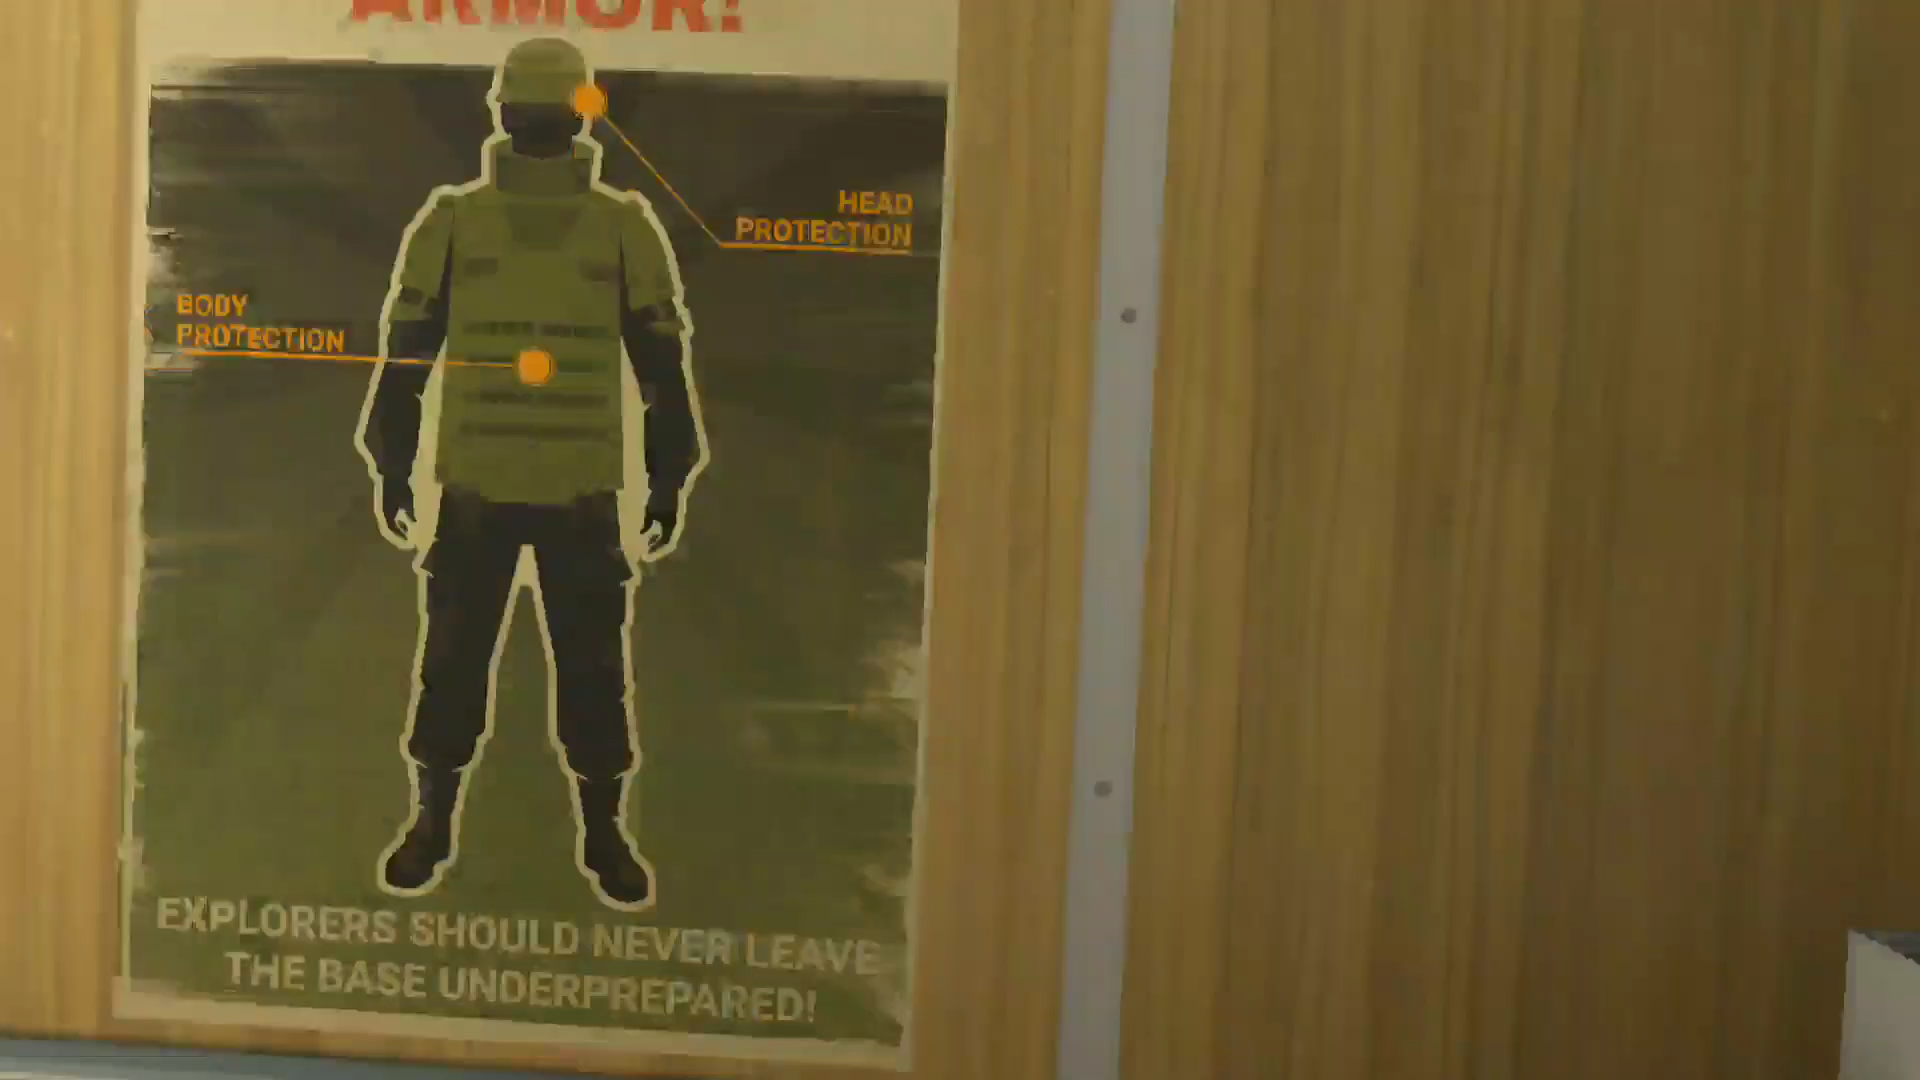 ARMOR!
HEAD
PROTECTION
BODY
PROTECTION
EXPLORERS SHOULD NEVER LEAVE
THE BASE UNDERPREPARED!